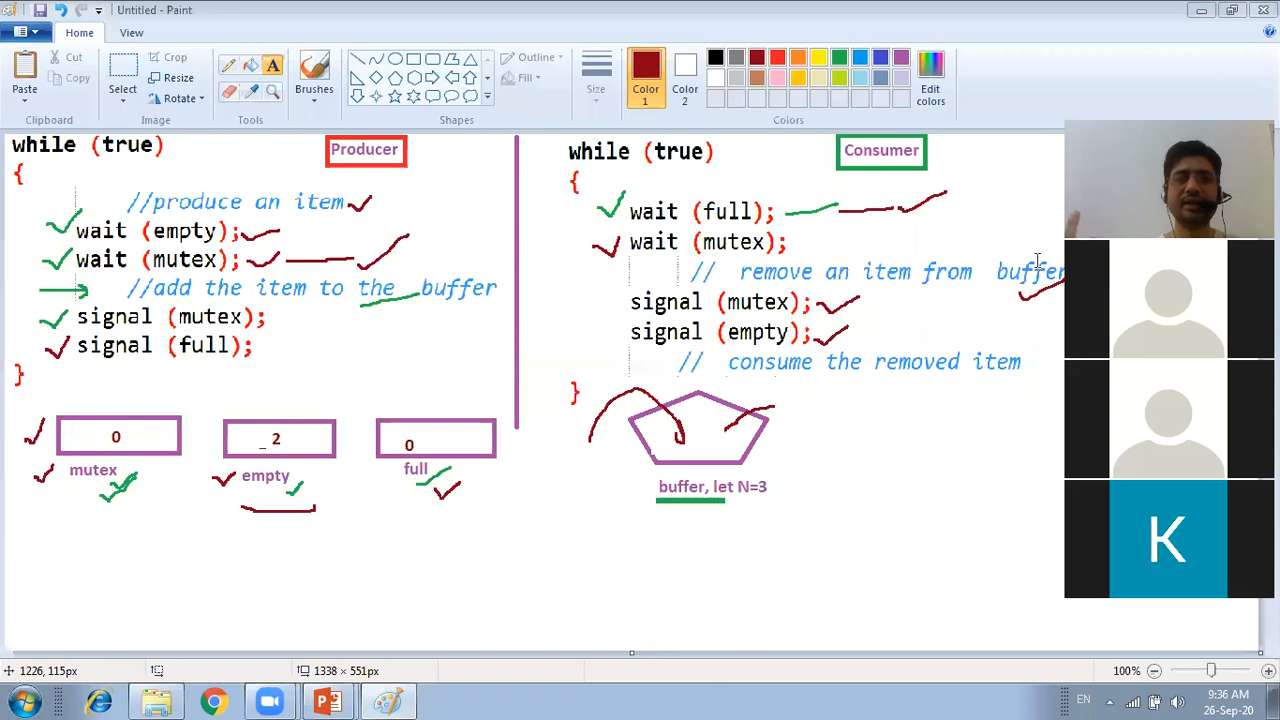 Untitled - Paint
Home
View
Paste
Cut
Copy
Clipboard
Select
Crop
Resize
Rotate
Image
Tools
Brushes
Shapes
Outline
Fill
Size
Color 1
Color 2
Edit colors
Colors
while (true)
Producer
{
//produce an item
wait (empty);
wait (mutex);
//add the item to the buffer
signal (mutex);
signal (full);
}
0
_ 2
0
mutex
empty
full
while (true)
Consumer
{
wait (full);
wait (mutex);
// remove an item from buffer
signal (mutex);
signal (empty);
// consume the removed item
}
buffer, let N=3
K
1226, 115px
1338 × 551px
100%
EN
9:36 AM
26-Sep-20